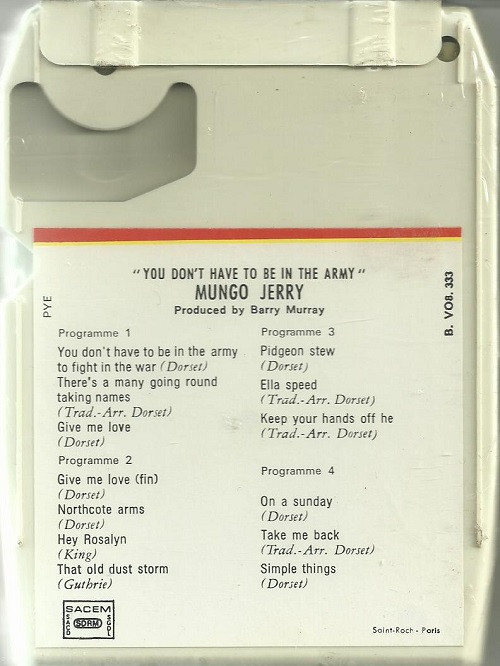 "YOU DON'T HAVE TO BE IN THE ARMY"
MUNGO JERRY
Produced by Barry Murray
PYE
B. VO8. 333
Programme 1
You don't have to be in the army
to fight in the war (Dorset)
There's a many going round
taking names
(Trad.-Arr. Dorset)
Give me love
(Dorset)
Programme 2
Give me love (fin)
(Dorset)
Northcote arms
(Dorset)
Hey Rosalyn
(King)
That old dust storm
(Guthrie)
Programme 3
Pidgeon stew
(Dorset)
Ella speed
(Trad.-Arr. Dorset)
Keep your hands off he
(Trad.-Arr. Dorset)
Programme 4
On a sunday
(Dorset)
Take me back
(Trad.-Arr. Dorset)
Simple things
(Dorset)
SACEM
SACD
SDRM
SGDL
Saint-Roch - Paris